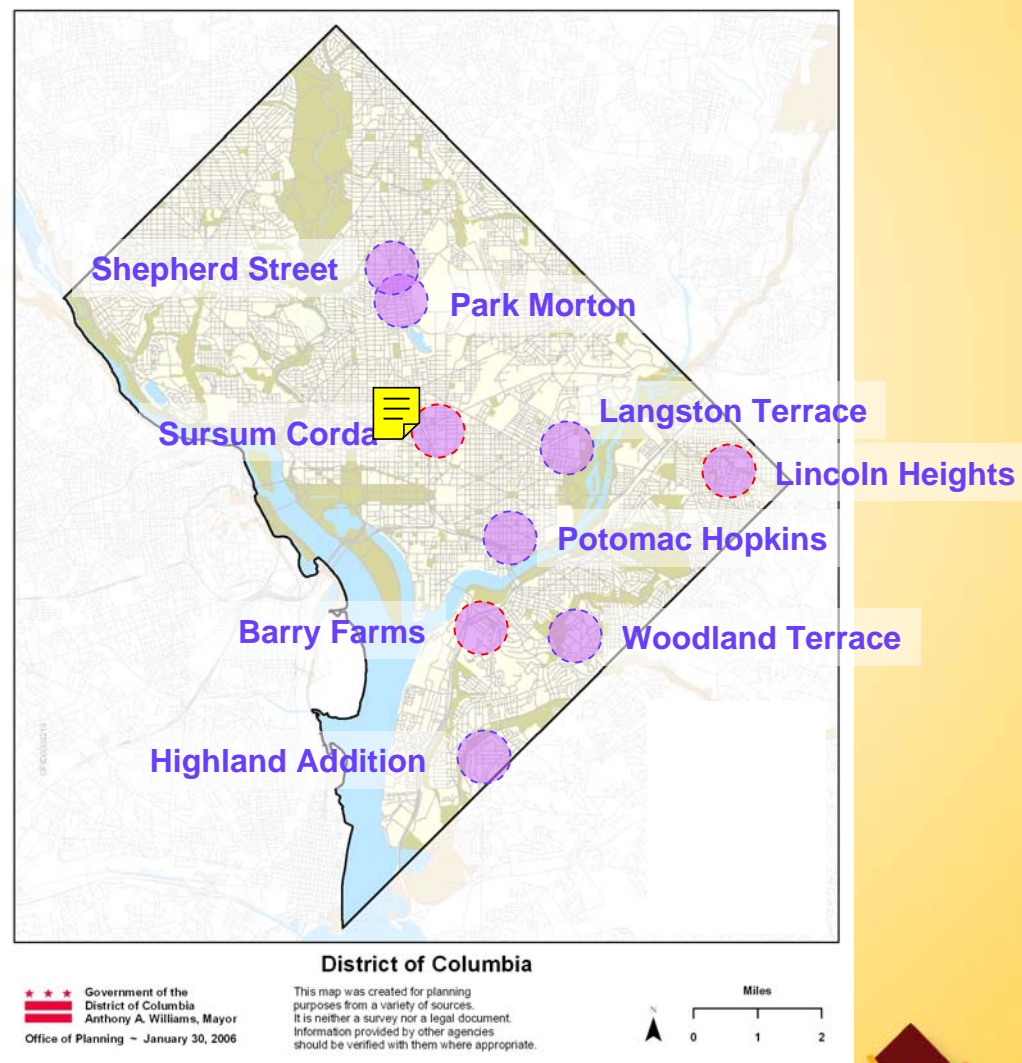 Shepherd Street
Park Morton
Langston Terrace
Sursum Corda
Lincoln Heights
Potomac Hopkins
Barry Farms
Woodland Terrace
Highland Addition
District of Columbia
Government of the
District of Columbia
Anthony A. Williams, Mayor
Office of Planning ~ January 30, 2006
This map was created for planning
purposes from a variety of sources.
It is neither a survey nor a legal document.
Information provided by other agencies
should be verified with them where appropriate.
N
Miles
0 1 2